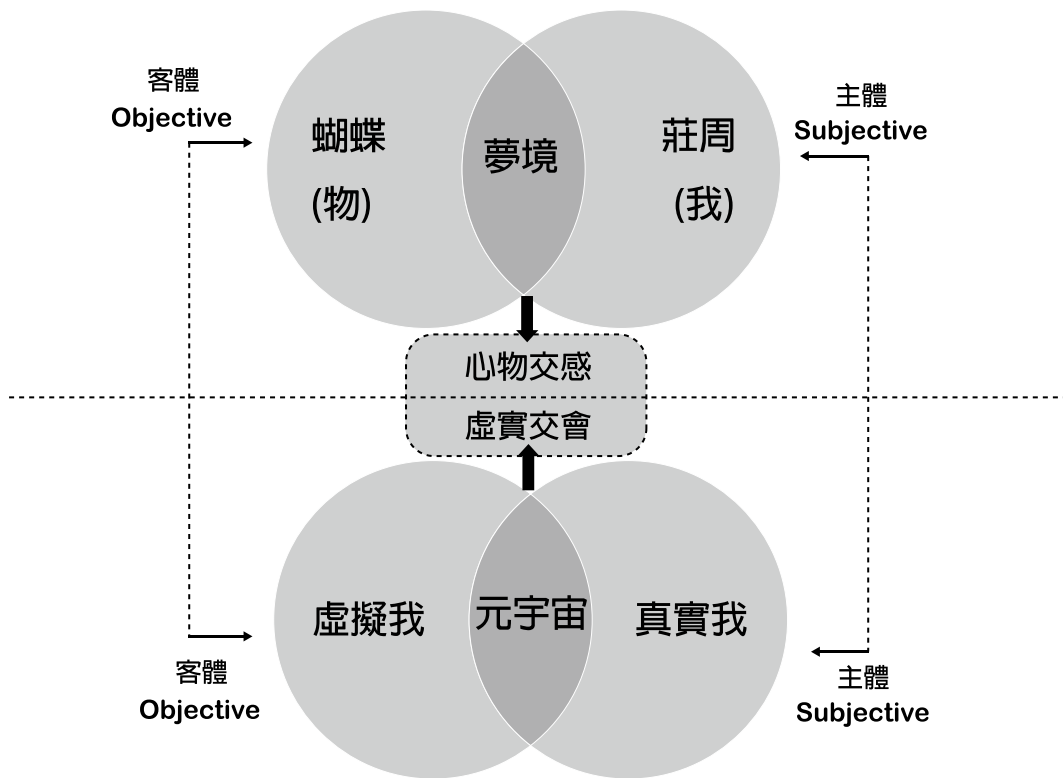 客體
Objective
主體
Subjective
蝴蝶
(物)
夢境
莊周
(我)
心物交感
虛實交會
虛擬我
元宇宙
真實我
客體
Objective
主體
Subjective